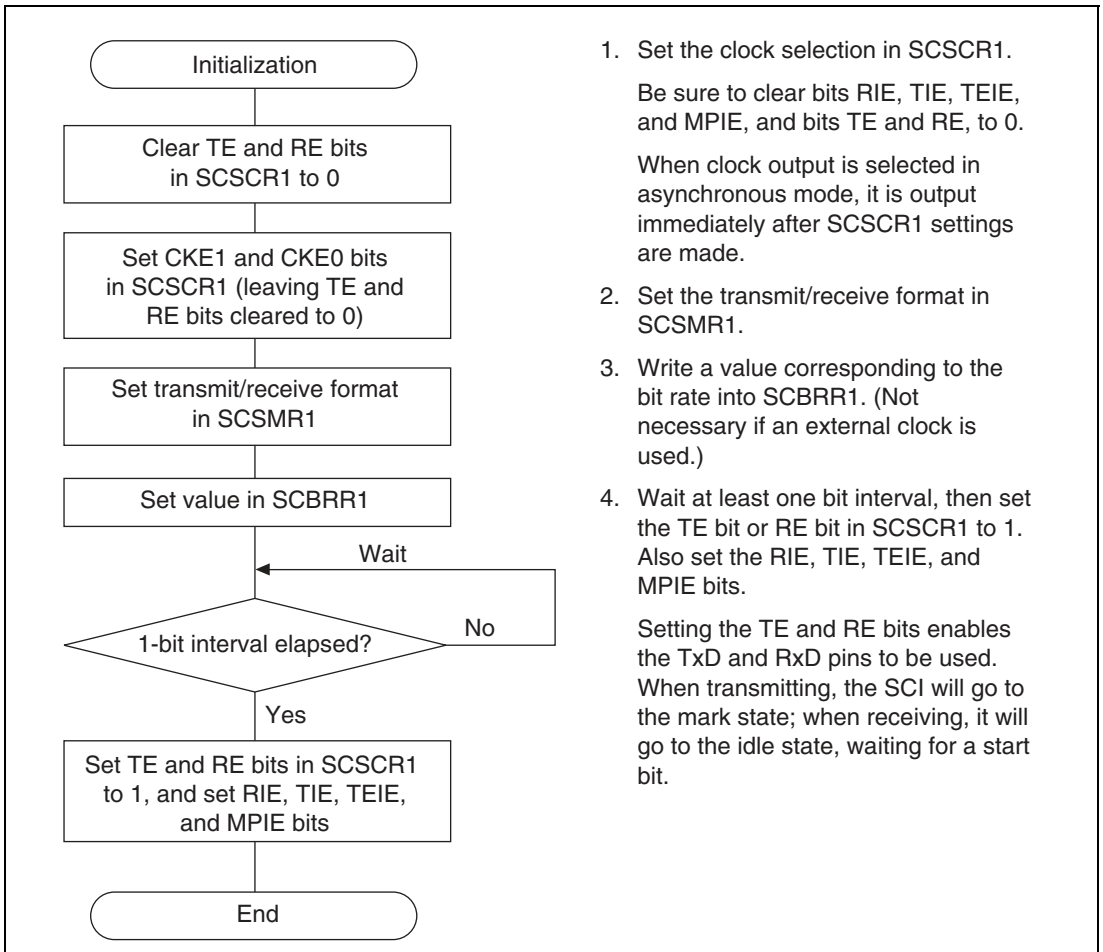 Initialization
Clear TE and RE bits
in SCSCR1 to 0
Set CKE1 and CKE0 bits
in SCSCR1 (leaving TE and
RE bits cleared to 0)
Set transmit/receive format
in SCSMR1
Set value in SCBRR1
Wait
1-bit interval elapsed?
No
Yes
Set TE and RE bits in SCSCR1
to 1, and set RIE, TIE, TEIE,
and MPIE bits
End
1. Set the clock selection in SCSCR1.
Be sure to clear bits RIE, TIE, TEIE,
and MPIE, and bits TE and RE, to 0.
When clock output is selected in
asynchronous mode, it is output
immediately after SCSCR1 settings
are made.
2. Set the transmit/receive format in
SCSMR1.
3. Write a value corresponding to the
bit rate into SCBRR1. (Not
necessary if an external clock is
used.)
4. Wait at least one bit interval, then set
the TE bit or RE bit in SCSCR1 to 1.
Also set the RIE, TIE, TEIE, and
MPIE bits.
Setting the TE and RE bits enables
the TxD and RxD pins to be used.
When transmitting, the SCI will go to
the mark state; when receiving, it will
go to the idle state, waiting for a start
bit.